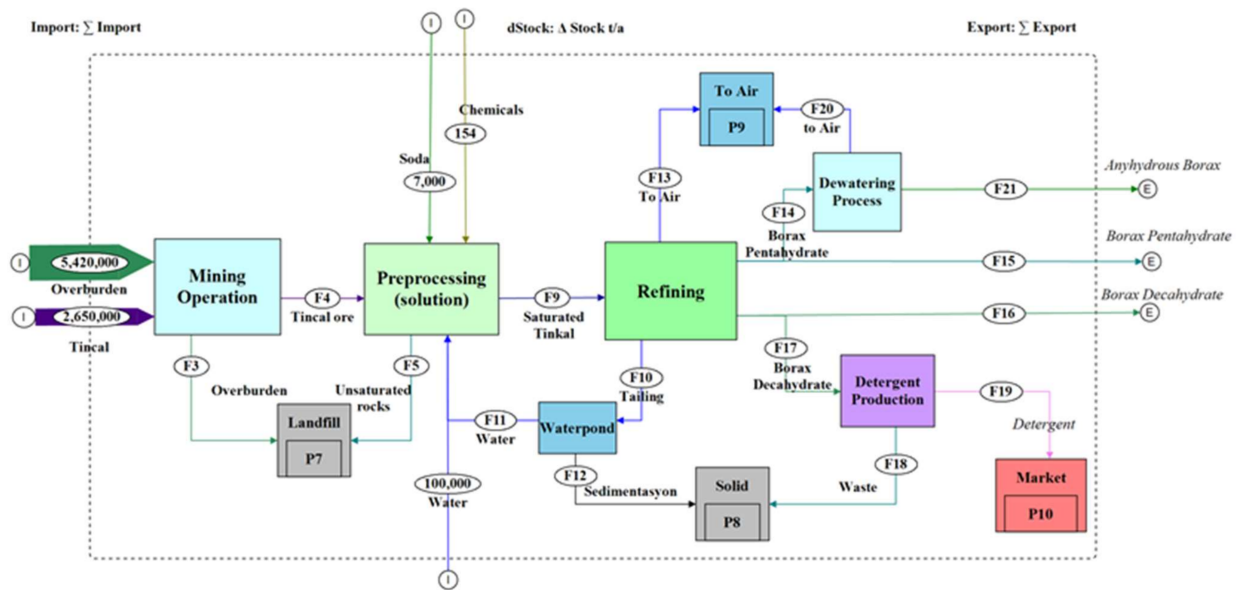 Import: ∑ Import
dStock: Δ Stock t/a
Export: ∑ Export
I
I
Chemicals
154
Soda
7,000
To Air
P9
F20
to Air
F13
To Air
Dewatering
Process
F14
Borax
Pentahydrate
F21
Anyhydrous Borax
E
I
5,420,000
Overburden
Mining
Operation
Preprocessing
(solution)
Refining
F15
Borax Pentahydrate
E
I
2,650,000
Tincal
F4
Tincal ore
F9
Saturated
Tinkal
F16
Borax Decahydrate
E
F3
Overburden
F5
Unsaturated
rocks
Landfill
P7
F10
Tailing
F17
Borax
Decahydrate
Detergent
Production
F19
Detergent
F11
Water
Waterpond
F12
Sedimentasyon
Solid
P8
F18
Waste
Market
P10
100,000
Water
I